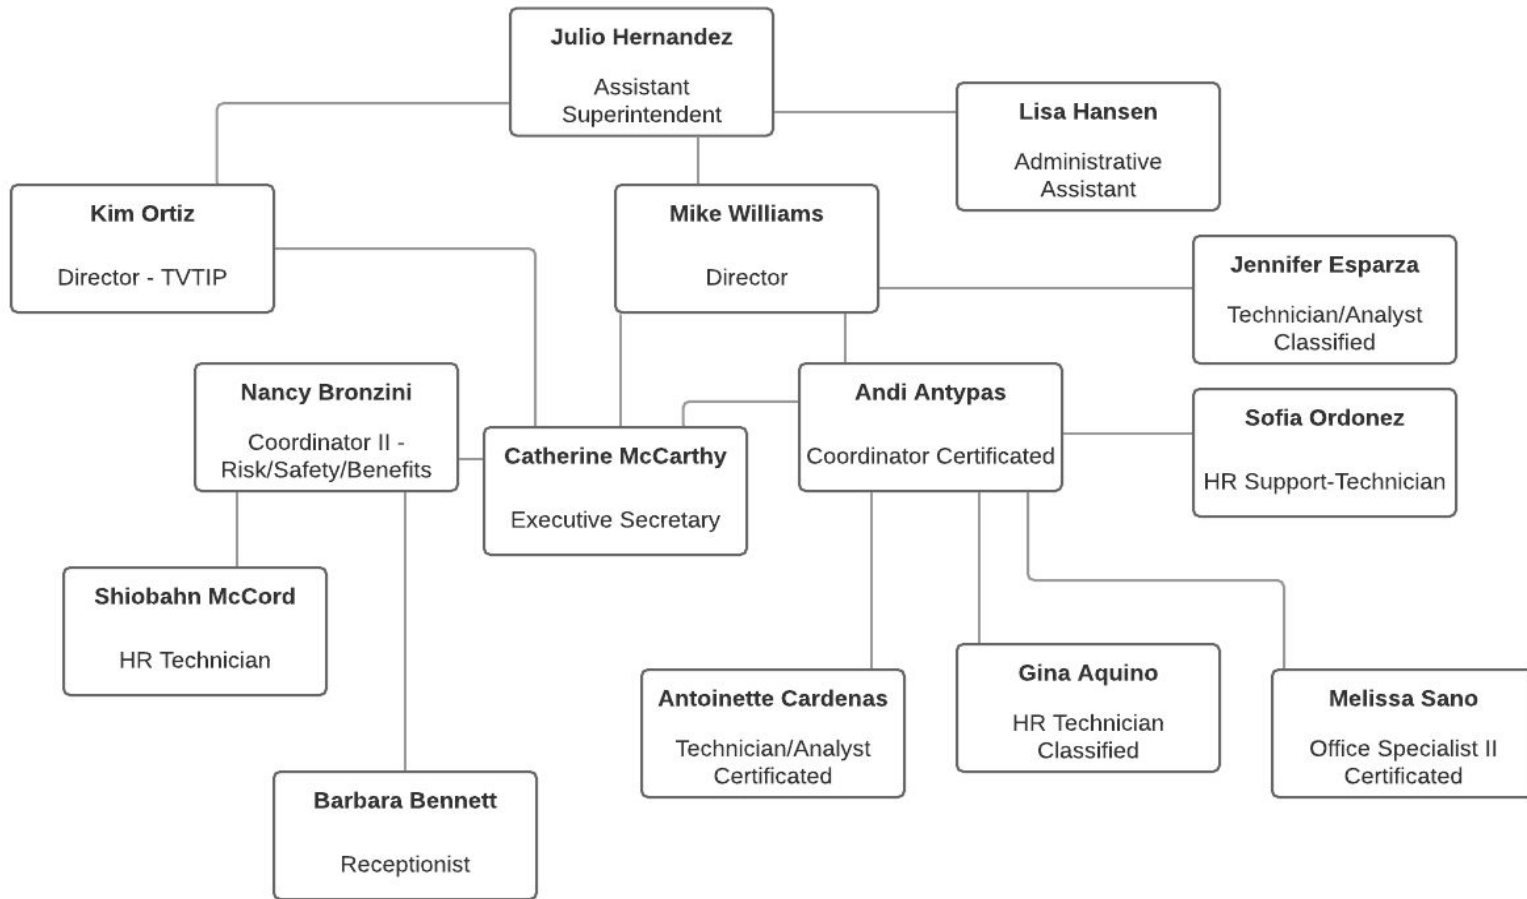 Julio Hernandez
Assistant
Superintendent
Lisa Hansen
Administrative
Assistant
Kim Ortiz
Director - TVTIP
Mike Williams
Director
Jennifer Esparza
Technician/Analyst
Classified
Nancy Bronzini
Coordinator II -
Risk/Safety/Benefits
Catherine McCarthy
Executive Secretary
Andi Antypas
Coordinator Certificated
Sofia Ordonez
HR Support-Technician
Shiobahn McCord
HR Technician
Antoinette Cardenas
Technician/Analyst
Certificated
Gina Aquino
HR Technician
Classified
Melissa Sano
Office Specialist II
Certificated
Barbara Bennett
Receptionist